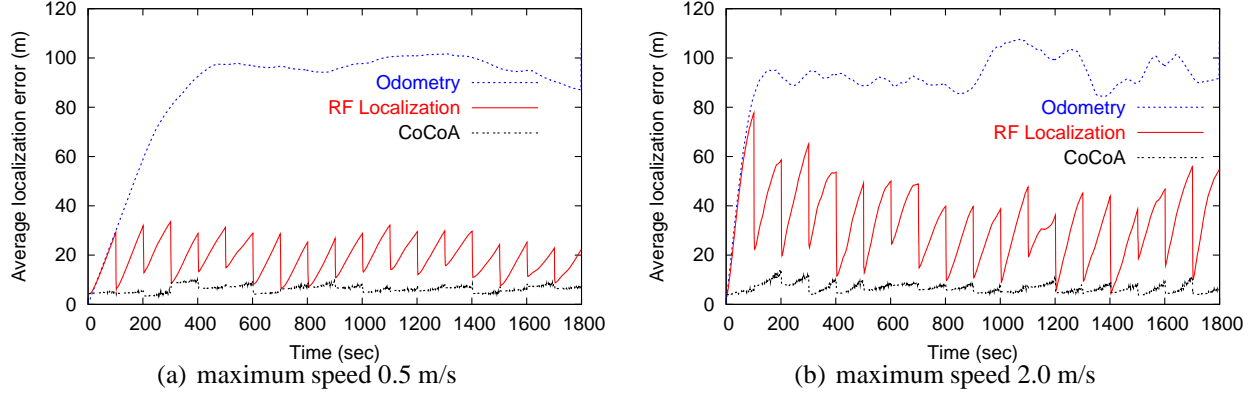 120
100
80
60
40
20
0
Average localization error (m)
Odometry
RF Localization
CoCoA
0 200 400 600 800 1000 1200 1400 1600 1800
Time (sec)
(a) maximum speed 0.5 m/s
120
100
80
60
40
20
0
Average localization error (m)
Odometry
RF Localization
CoCoA
0 200 400 600 800 1000 1200 1400 1600 1800
Time (sec)
(b) maximum speed 2.0 m/s